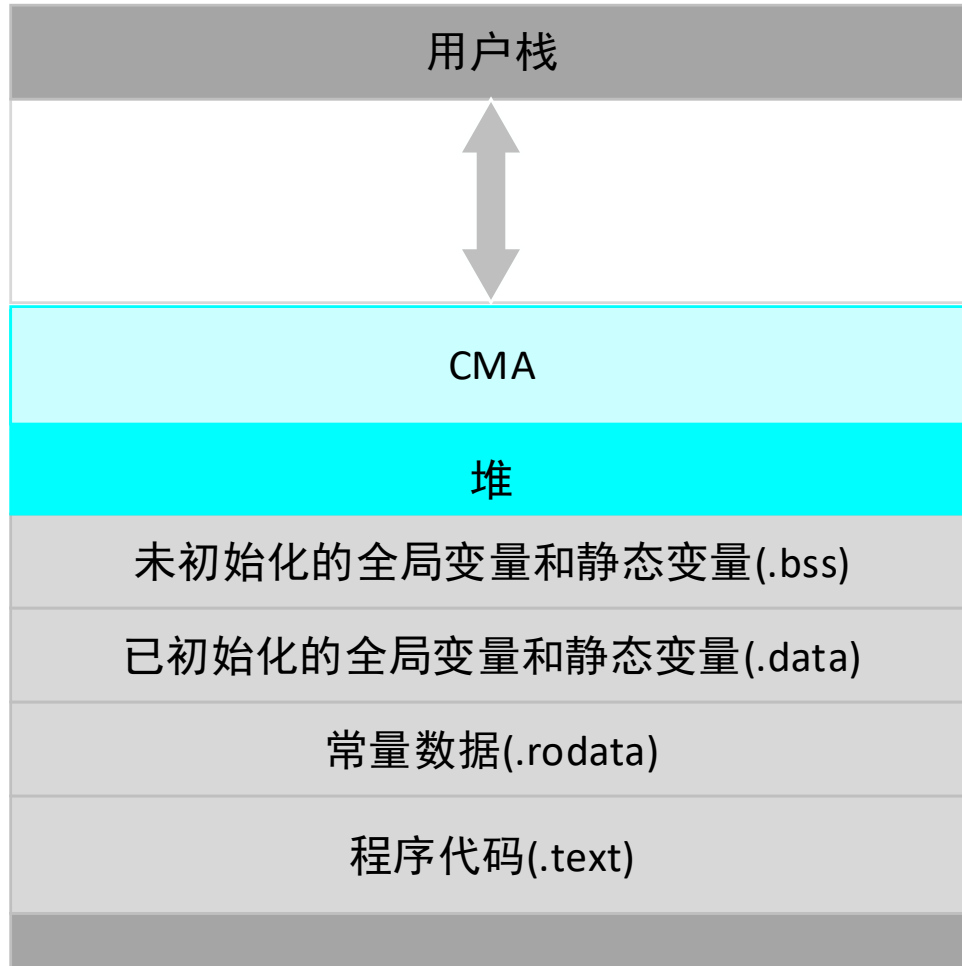 用户栈
CMA
堆
未初始化的全局变量和静态变量(.bss)
已初始化的全局变量和静态变量(.data)
常量数据(.rodata)
程序代码(.text)